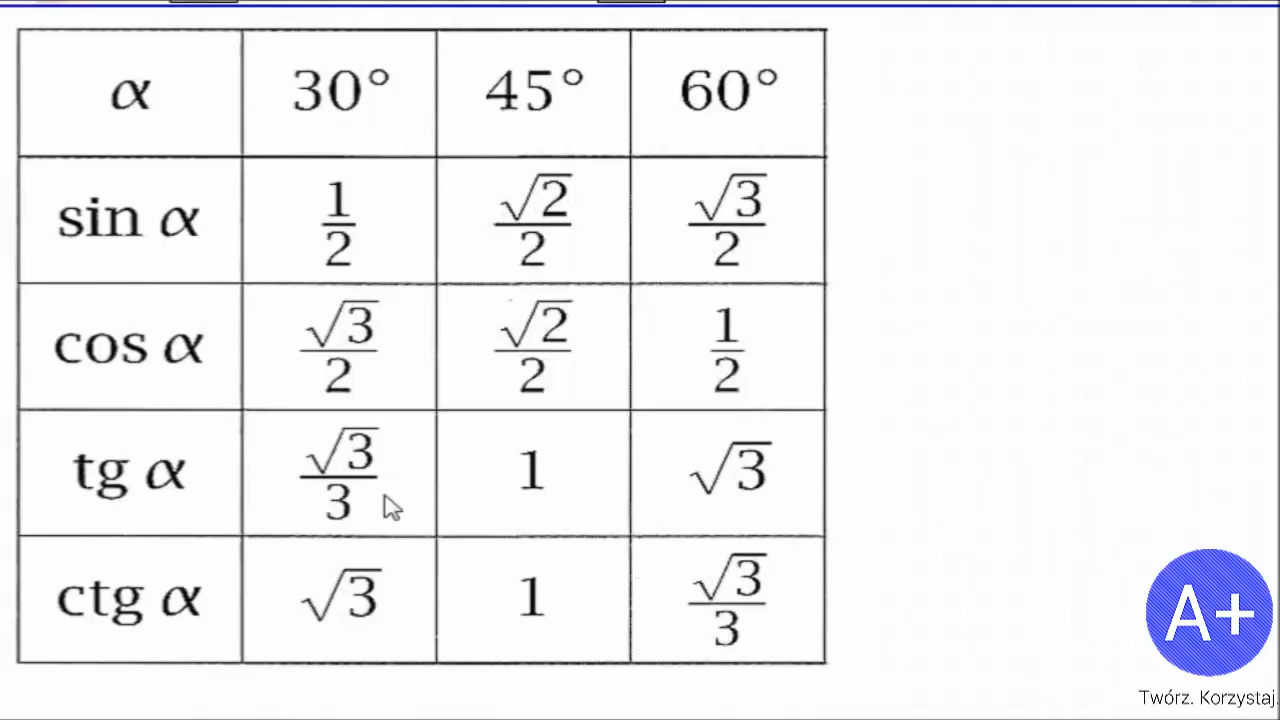 α 30° 45° 60°
sin α 1/2 √2/2 √3/2
cos α √3/2 √2/2 1/2
tg α √3/3 1 √3
ctg α √3 1 √3/3
A+
Twórz. Korzystaj